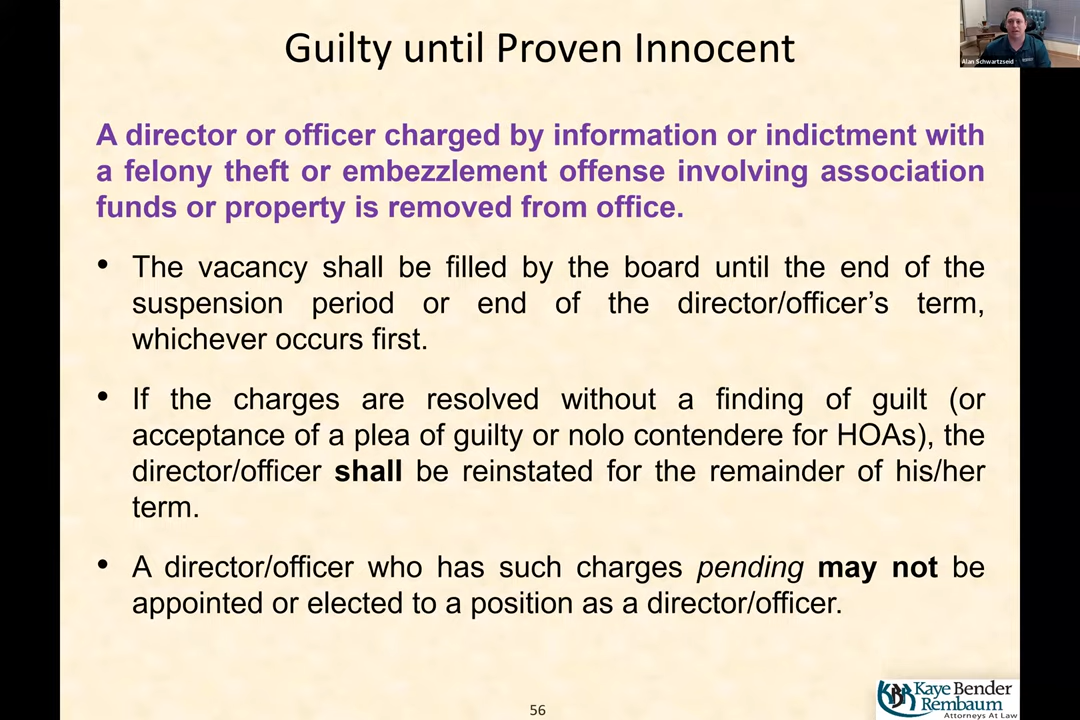 Guilty until Proven Innocent
Alan Schwartzseid
A director or officer charged by information or indictment with
a felony theft or embezzlement offense involving association
funds or property is removed from office.
• The vacancy shall be filled by the board until the end of the
suspension period or end of the director/officer's term,
whichever occurs first.
• If the charges are resolved without a finding of guilt (or
acceptance of a plea of guilty or nolo contendere for HOAs), the
director/officer shall be reinstated for the remainder of his/her
term.
• A director/officer who has such charges pending may not be
appointed or elected to a position as a director/officer.
56
KBR Kaye Bender
Rembaum
Attorneys At Law